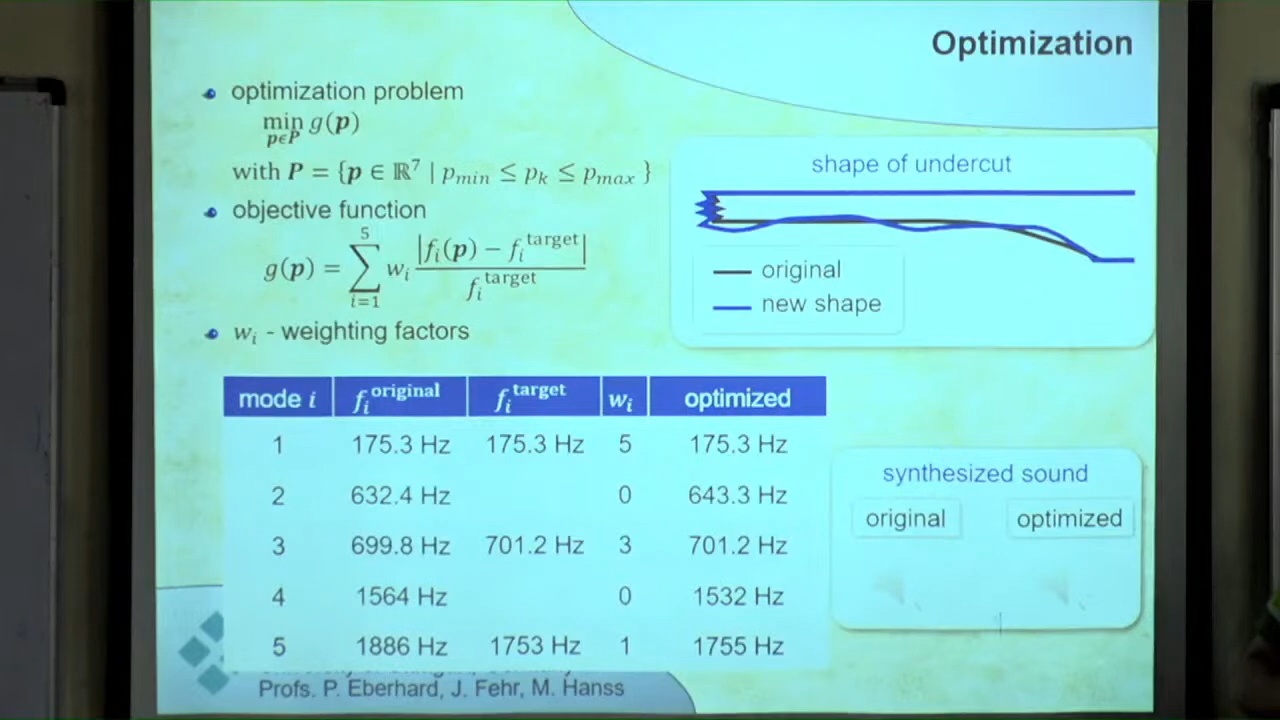 Optimization
optimization problem
min g(p)
p∈P
with P = {p ∈ ℝ⁷ | p_min ≤ p_k ≤ p_max }
objective function
g(p) = ∑_{i=1}^{5} w_i |f_i(p) − f_i^target| / f_i^target
w_i - weighting factors
shape of undercut
original
new shape
mode i f_i^original f_i^target w_i optimized
1 175.3 Hz 175.3 Hz 5 175.3 Hz
2 632.4 Hz 0 643.3 Hz
3 699.8 Hz 701.2 Hz 3 701.2 Hz
4 1564 Hz 0 1532 Hz
5 1886 Hz 1753 Hz 1 1755 Hz
synthesized sound
original optimized
Profs. P. Eberhard, J. Fehr, M. Hanss